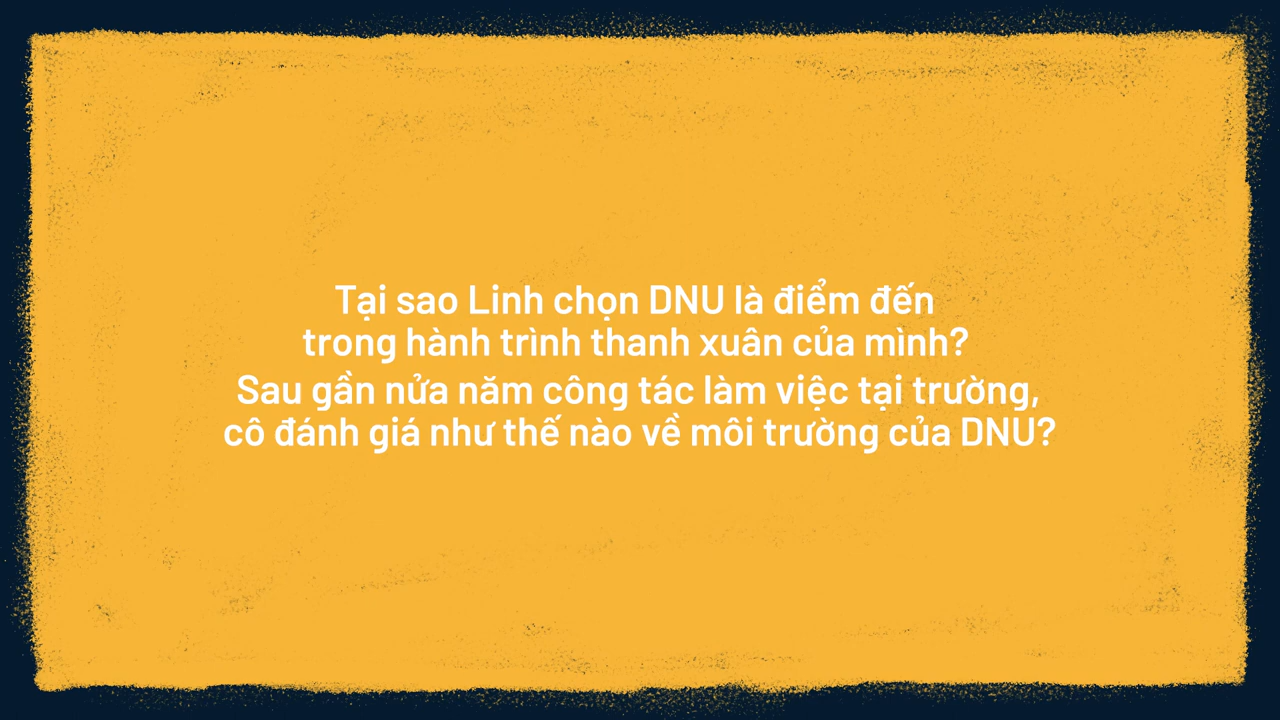 Tại sao Linh chọn DNU là điểm đến
trong hành trình thanh xuân của mình?
Sau gần nửa năm công tác làm việc tại trường,
cô đánh giá như thế nào về môi trường của DNU?